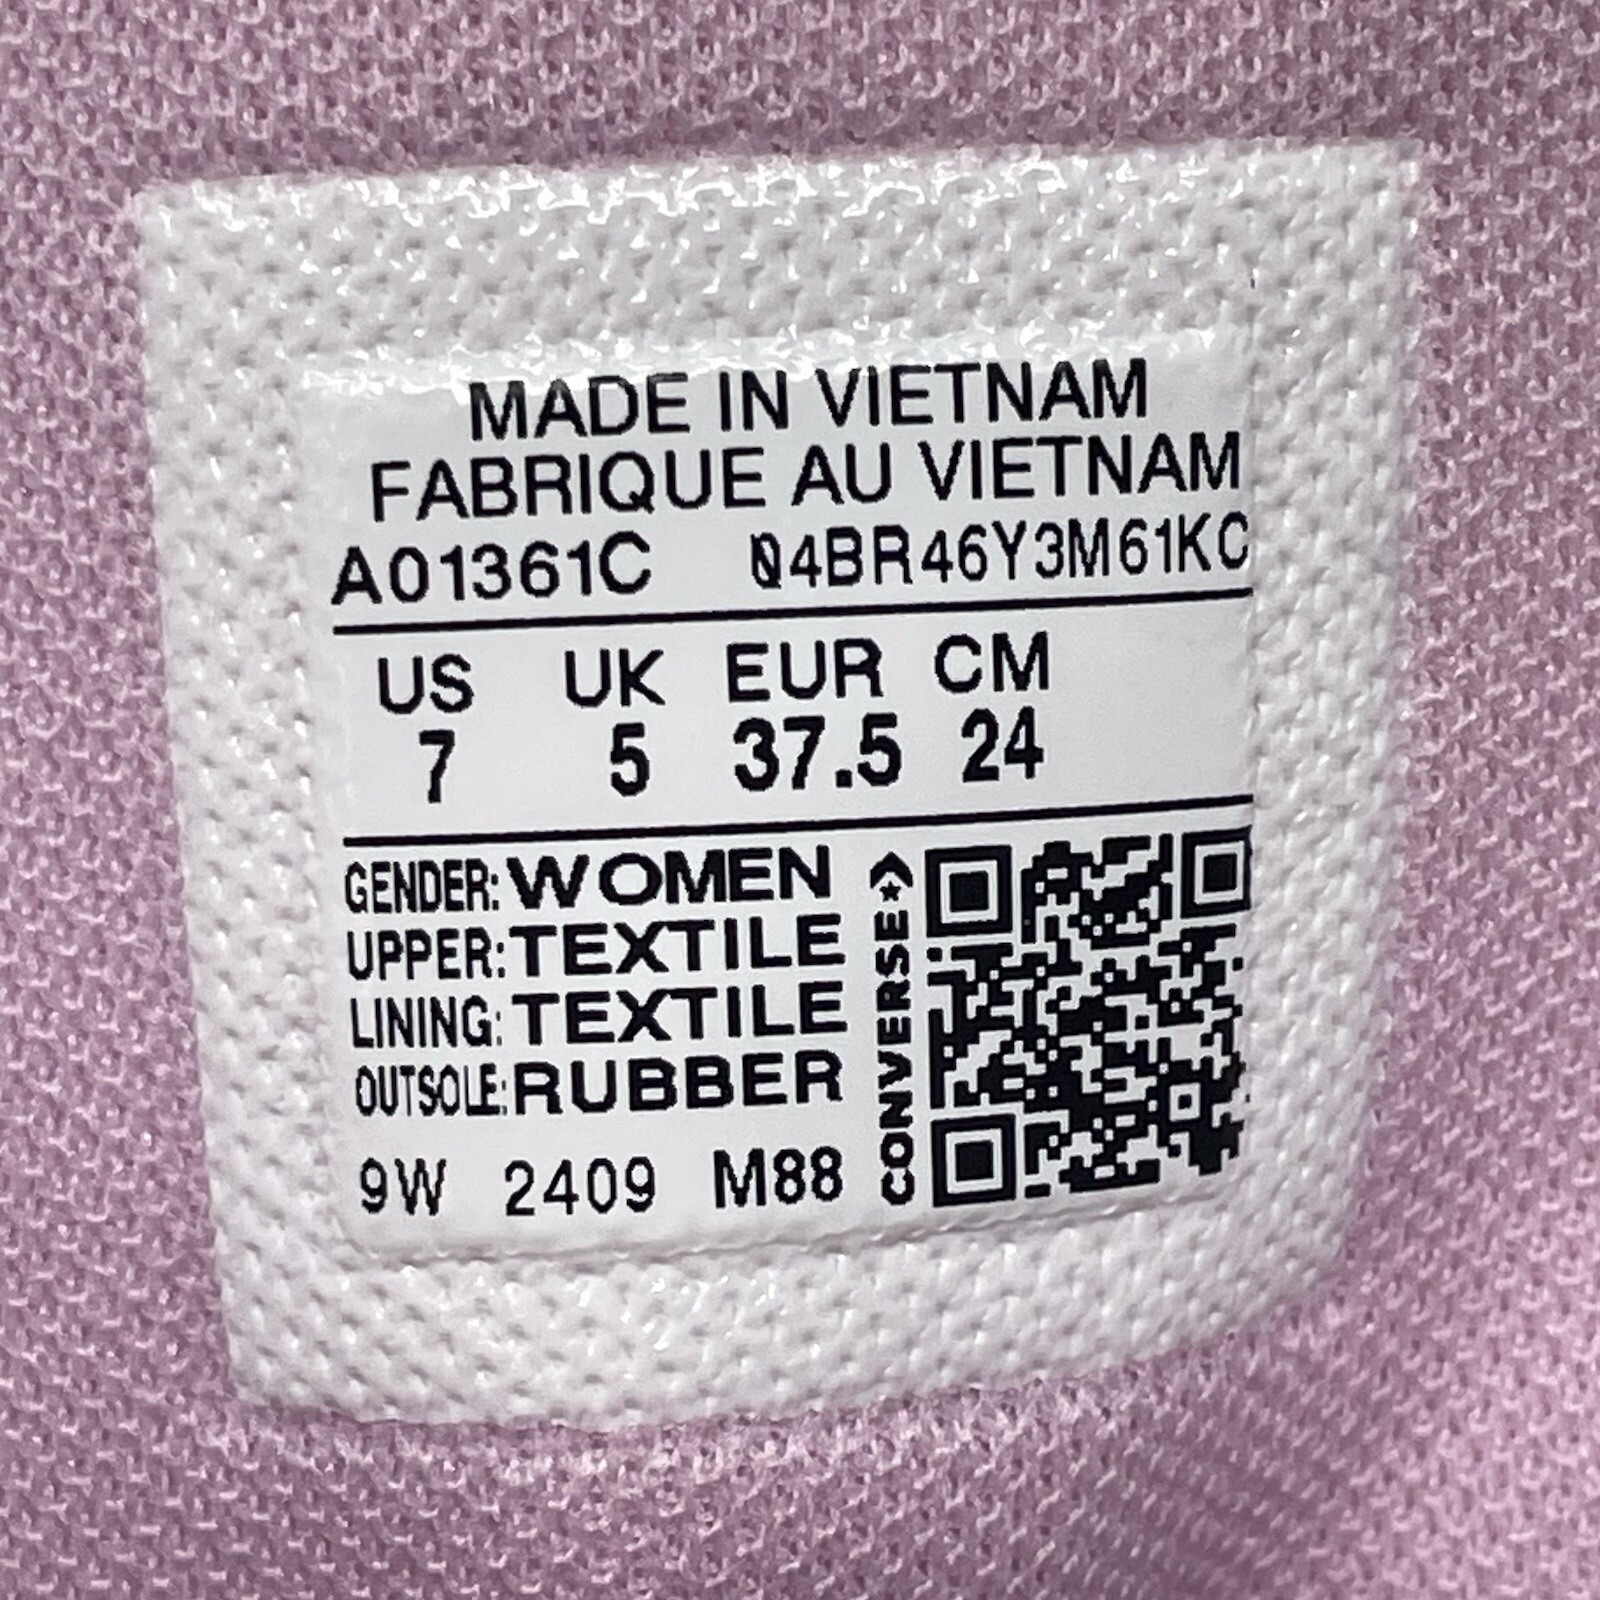 MADE IN VIETNAM
FABRIQUE AU VIETNAM
A01361C 04BR46Y3M61KC
US UK EUR CM
7 5 37.5 24
GENDER: WOMEN
UPPER: TEXTILE
LINING: TEXTILE
OUTSOLE: RUBBER
9W 2409 M88
CONVERSE